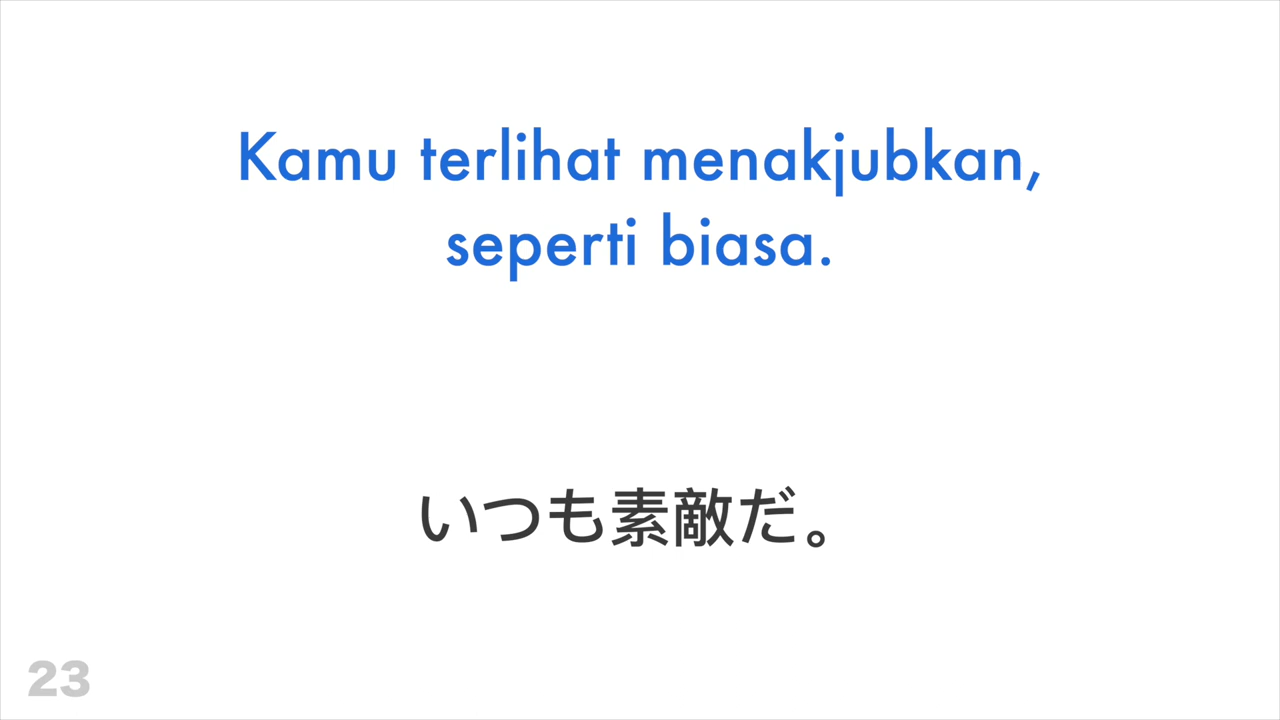 Kamu terlihat menakjubkan,
seperti biasa.
いつも素敵だ。
23